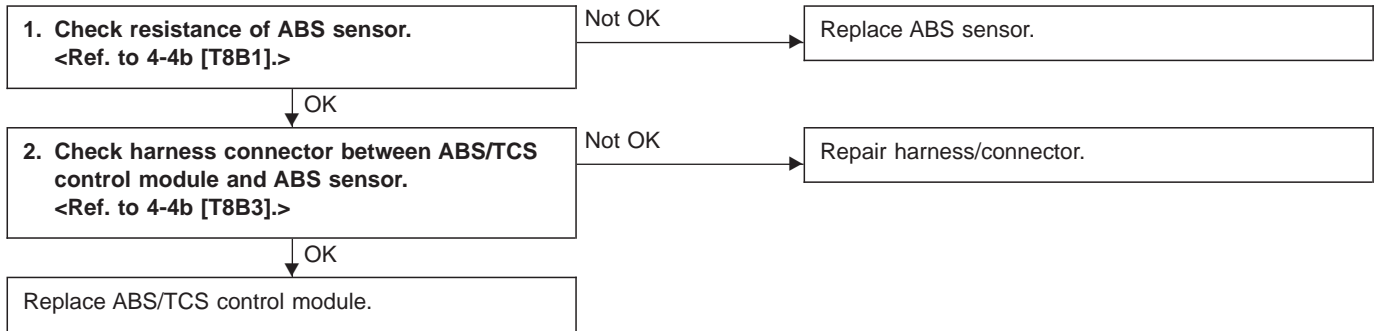 1. Check resistance of ABS sensor.
<Ref. to 4-4b [T8B1].>
Not OK
Replace ABS sensor.
OK
2. Check harness connector between ABS/TCS
control module and ABS sensor.
<Ref. to 4-4b [T8B3].>
Not OK
Repair harness/connector.
OK
Replace ABS/TCS control module.